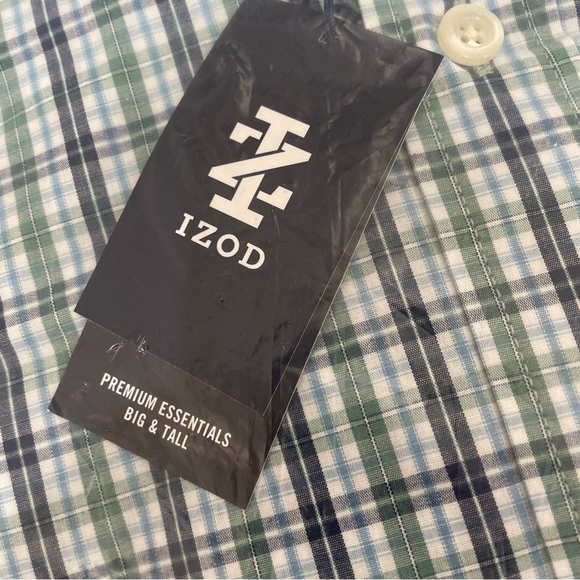 IZOD
PREMIUM ESSENTIALS
BIG & TALL